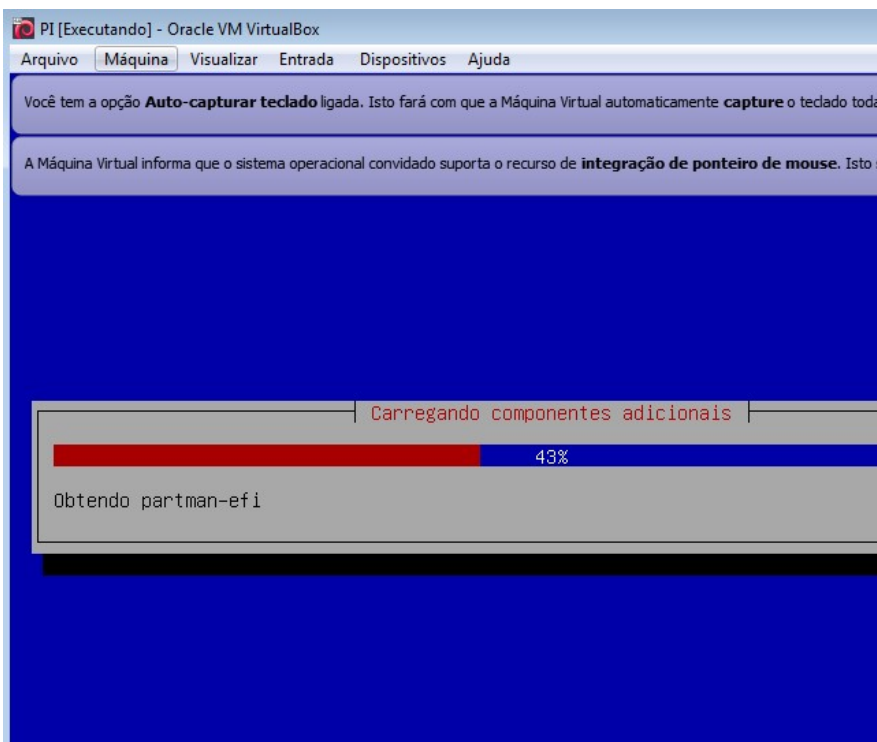 PI [Executando] - Oracle VM VirtualBox
Arquivo Máquina Visualizar Entrada Dispositivos Ajuda
Você tem a opção Auto-capturar teclado ligada. Isto fará com que a Máquina Virtual automaticamente capture o teclado toda
A Máquina Virtual informa que o sistema operacional convidado suporta o recurso de integração de ponteiro de mouse. Isto
Carregando componentes adicionais
43%
Obtendo partman-efi